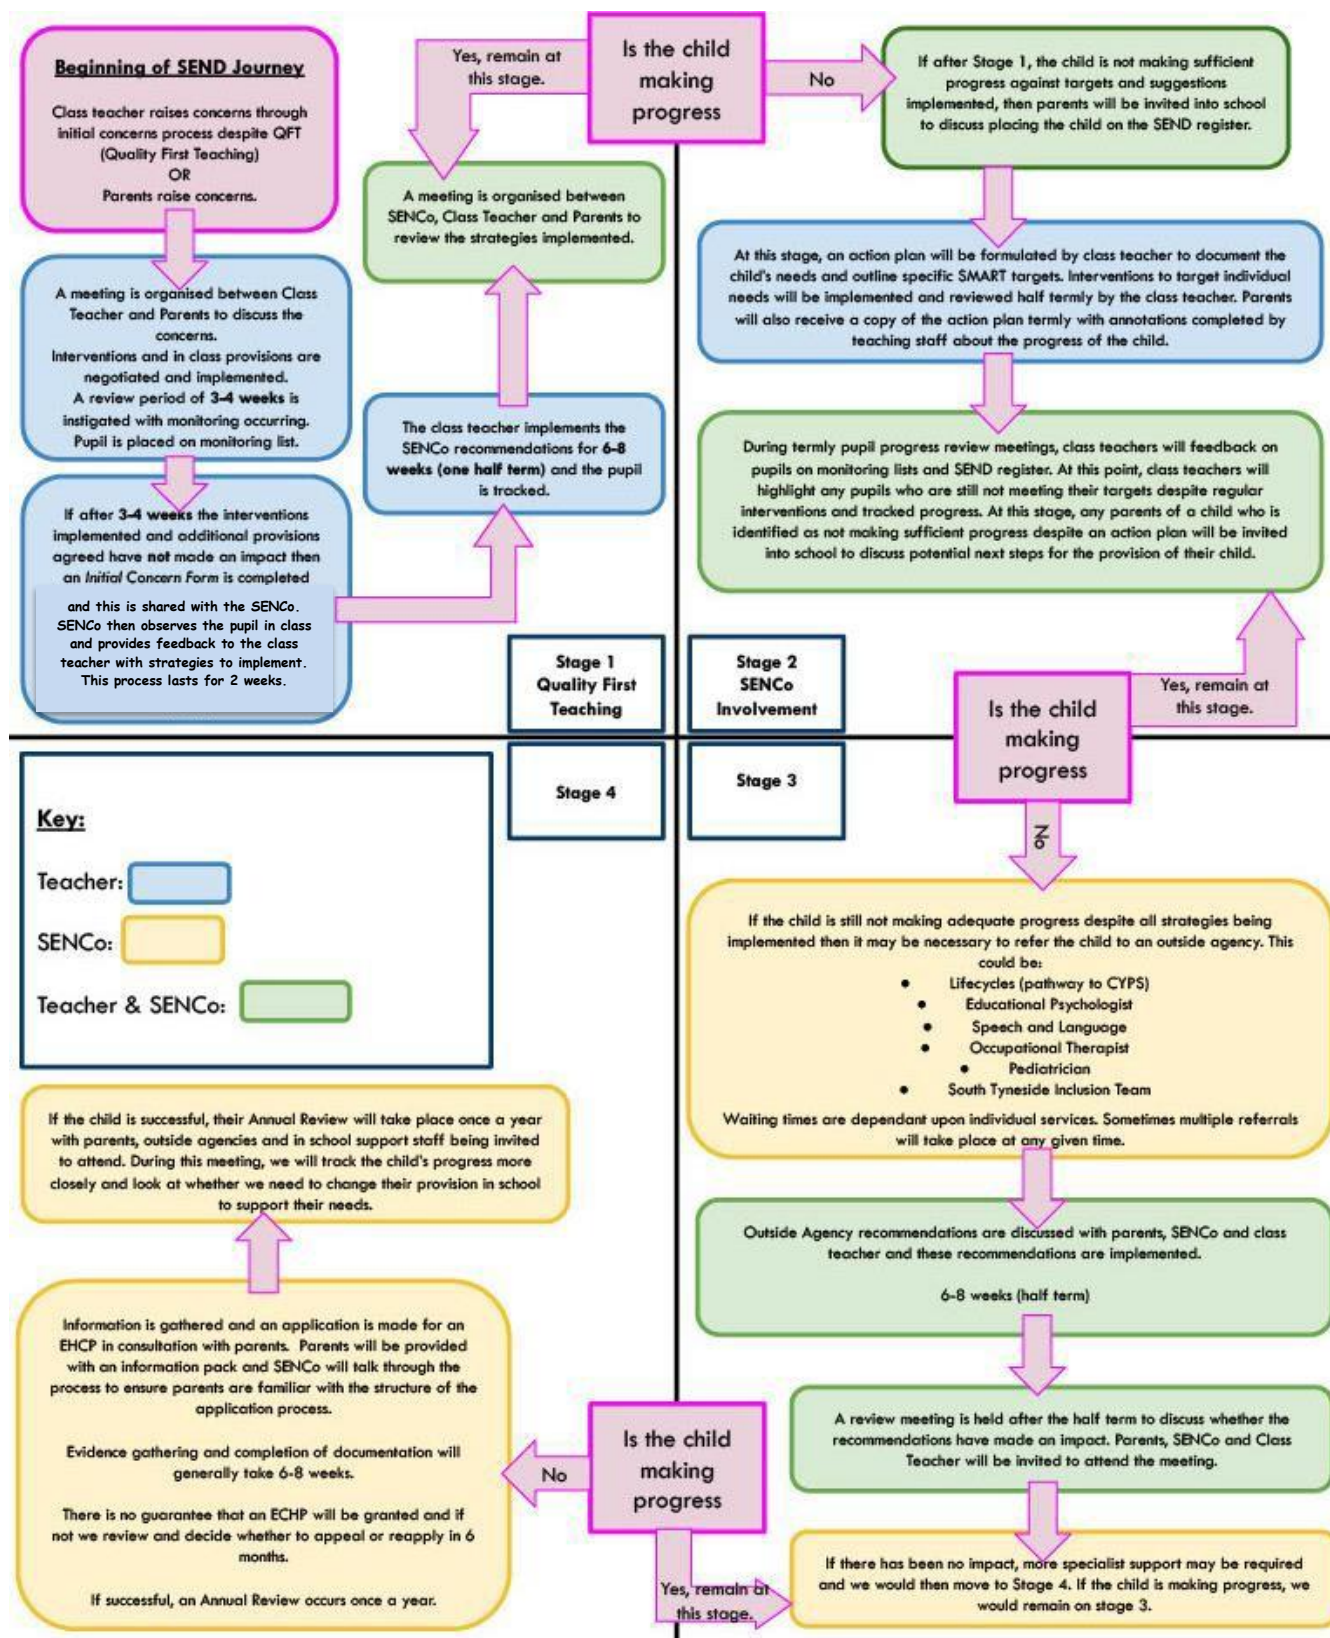 Beginning of SEND Journey
Class teacher raises concerns through
initial concerns process despite QFT
(Quality First Teaching)
OR
Parents raise concerns.
A meeting is organised between Class
Teacher and Parents to discuss the
concerns.
Interventions and in class provisions are
negotiated and implemented.
A review period of 3-4 weeks is
instigated with monitoring occurring.
Pupil is placed on monitoring list.
If after 3-4 weeks the interventions
implemented and additional provisions
agreed have not made an impact then
an Initial Concern Form is completed
and this is shared with the SENCo.
SENCo then observes the pupil in class
and provides feedback to the class
teacher with strategies to implement.
This process lasts for 2 weeks.
The class teacher implements the
SENCo recommendations for 6-8
weeks (one half term) and the pupil
is tracked.
A meeting is organised between
SENCo, Class Teacher and Parents to
review the strategies implemented.
Yes, remain at
this stage.
Is the child
making
progress
No
If after Stage 1, the child is not making sufficient
progress against targets and suggestions
implemented, then parents will be invited into school
to discuss placing the child on the SEND register.
At this stage, an action plan will be formulated by class teacher to document the
child's needs and outline specific SMART targets. Interventions to target individual
needs will be implemented and reviewed half termly by the class teacher. Parents
will also receive a copy of the action plan termly with annotations completed by
teaching staff about the progress of the child.
During termly pupil progress review meetings, class teachers will feedback on
pupils on monitoring lists and SEND register. At this point, class teachers will
highlight any pupils who are still not meeting their targets despite regular
interventions and tracked progress. At this stage, any parents of a child who is
identified as not making sufficient progress despite an action plan will be invited
into school to discuss potential next steps for the provision of their child.
Stage 1
Quality First
Teaching
Stage 2
SENCo
Involvement
Is the child
making
progress
Yes, remain at
this stage.
No
Stage 4
Stage 3
Key:
Teacher:
SENCo:
Teacher & SENCo:
If the child is still not making adequate progress despite all strategies being
implemented then it may be necessary to refer the child to an outside agency. This
could be:
● Lifecycles (pathway to CYPS)
● Educational Psychologist
● Speech and Language
● Occupational Therapist
● Pediatrician
● South Tyneside Inclusion Team
Waiting times are dependant upon individual services. Sometimes multiple referrals
will take place at any given time.
Outside Agency recommendations are discussed with parents, SENCo and class
teacher and these recommendations are implemented.
6-8 weeks (half term)
A review meeting is held after the half term to discuss whether the
recommendations have made an impact. Parents, SENCo and Class
Teacher will be invited to attend the meeting.
If there has been no impact, more specialist support may be required
and we would then move to Stage 4. If the child is making progress, we
would remain on stage 3.
Is the child
making
progress
Yes, remain at
this stage.
No
Information is gathered and an application is made for an
EHCP in consultation with parents. Parents will be provided
with an information pack and SENCo will talk through the
process to ensure parents are familiar with the structure of the
application process.
Evidence gathering and completion of documentation will
generally take 6-8 weeks.
There is no guarantee that an ECHP will be granted and if
not we review and decide whether to appeal or reapply in 6
months.
If successful, an Annual Review occurs once a year.
If the child is successful, their Annual Review will take place once a year
with parents, outside agencies and in school support staff being invited
to attend. During this meeting, we will track the child's progress more
closely and look at whether we need to change their provision in school
to support their needs.